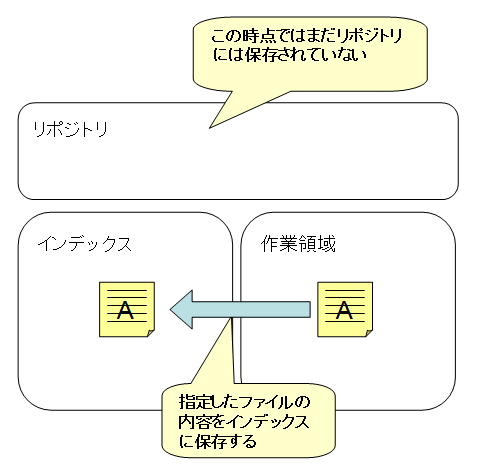 この時点ではまだリポジトリ
には保存されていない
リポジトリ
インデックス
作業領域
A
A
指定したファイルの
内容をインデックス
に保存する